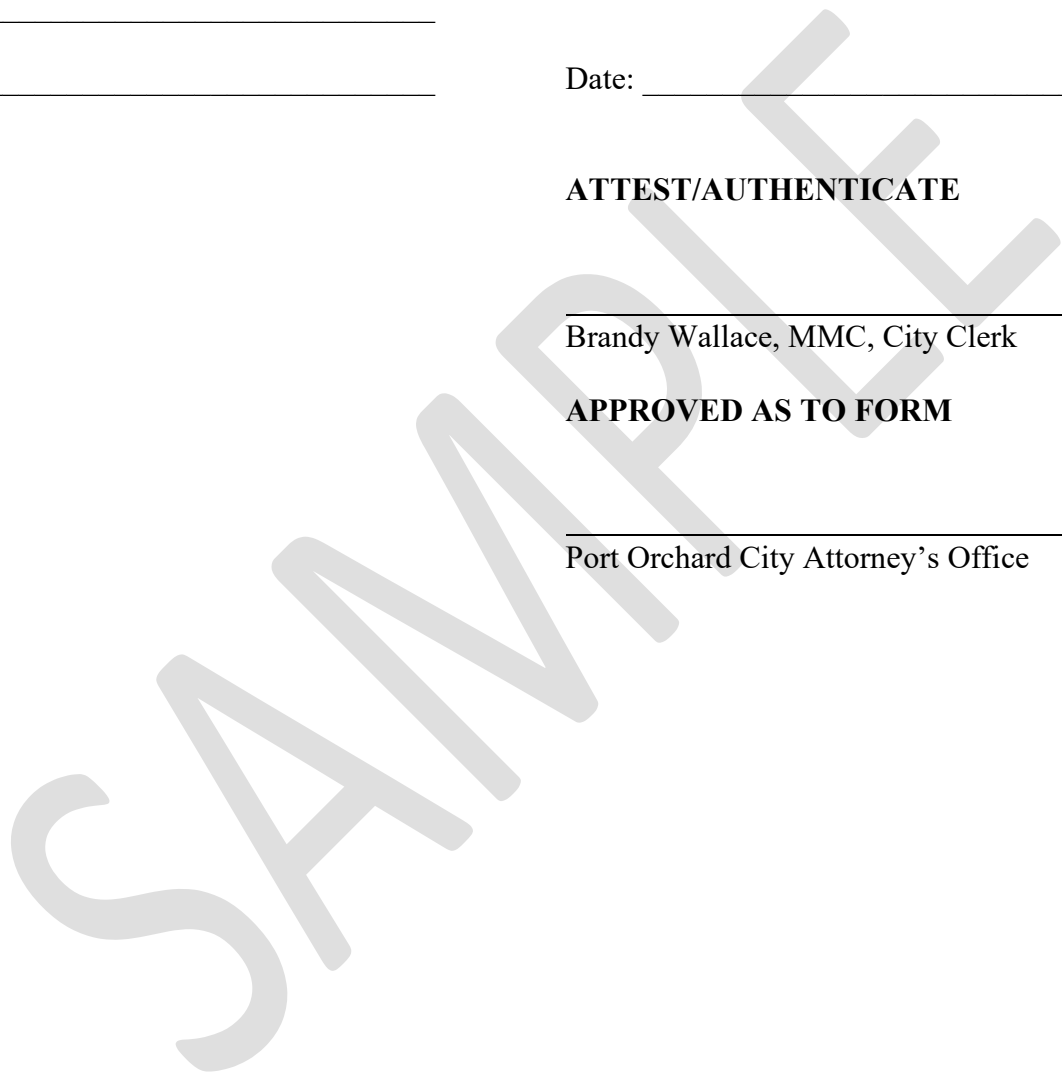 Date:
ATTEST/AUTHENTICATE
Brandy Wallace, MMC, City Clerk
APPROVED AS TO FORM
Port Orchard City Attorney’s Office
SAMPLE